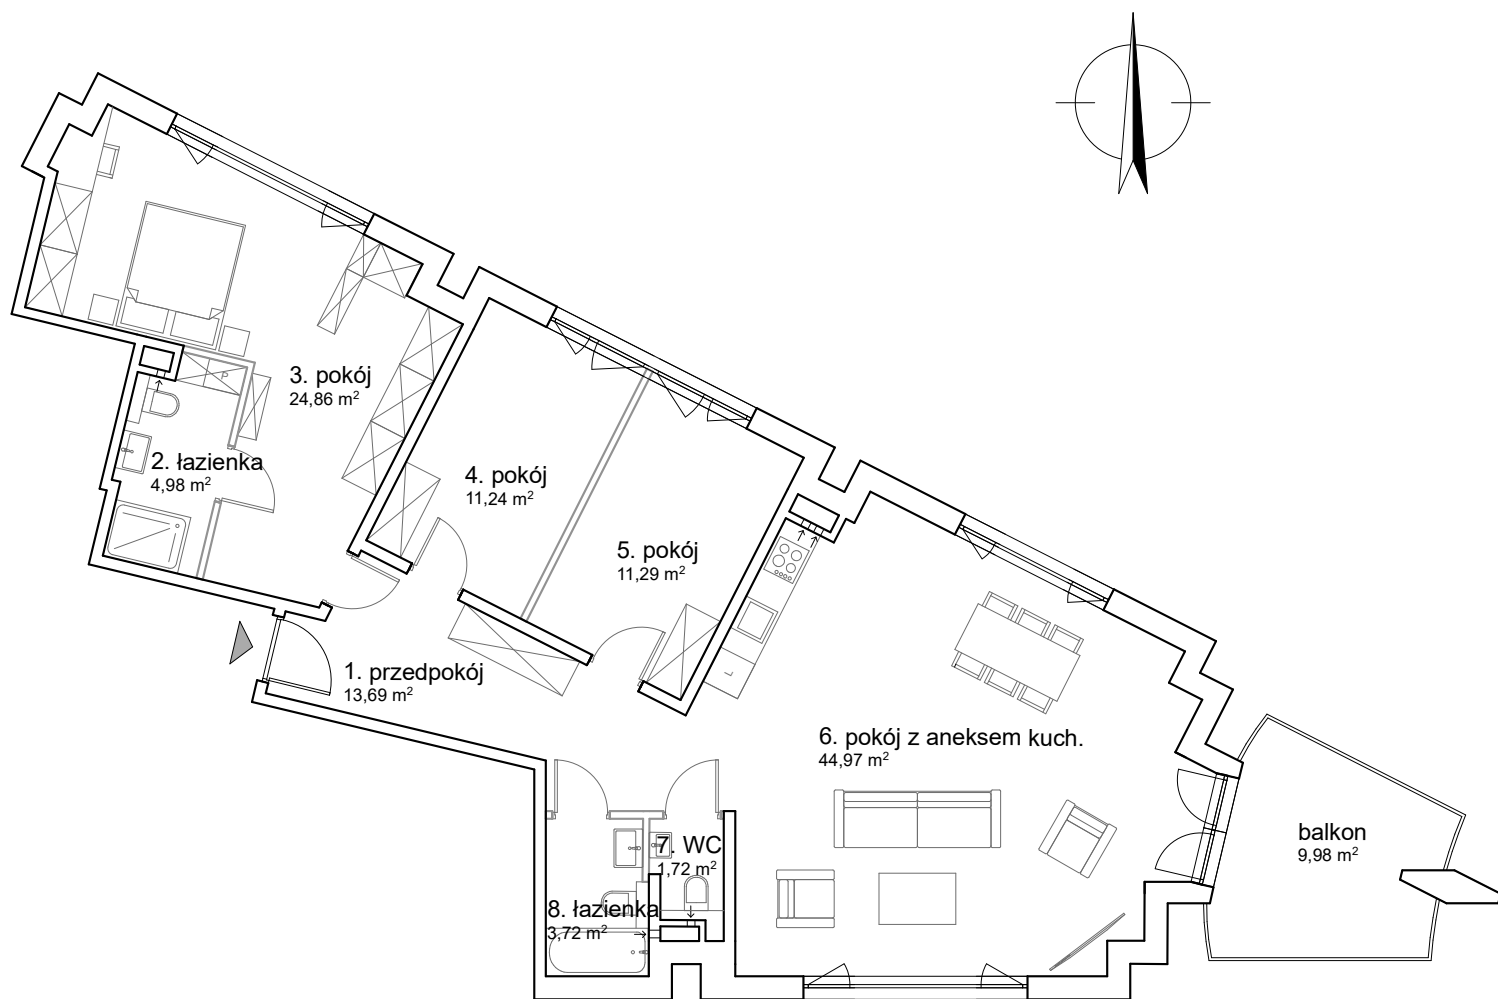 3. pokój
24,86 m²
P
2. łazienka
4,98 m²
4. pokój
11,24 m²
5. pokój
11,29 m²
1. przedpokój
13,69 m²
L
6. pokój z aneksem kuch.
44,97 m²
balkon
9,98 m²
7. WC
1,72 m²
8. łazienka
3,72 m²